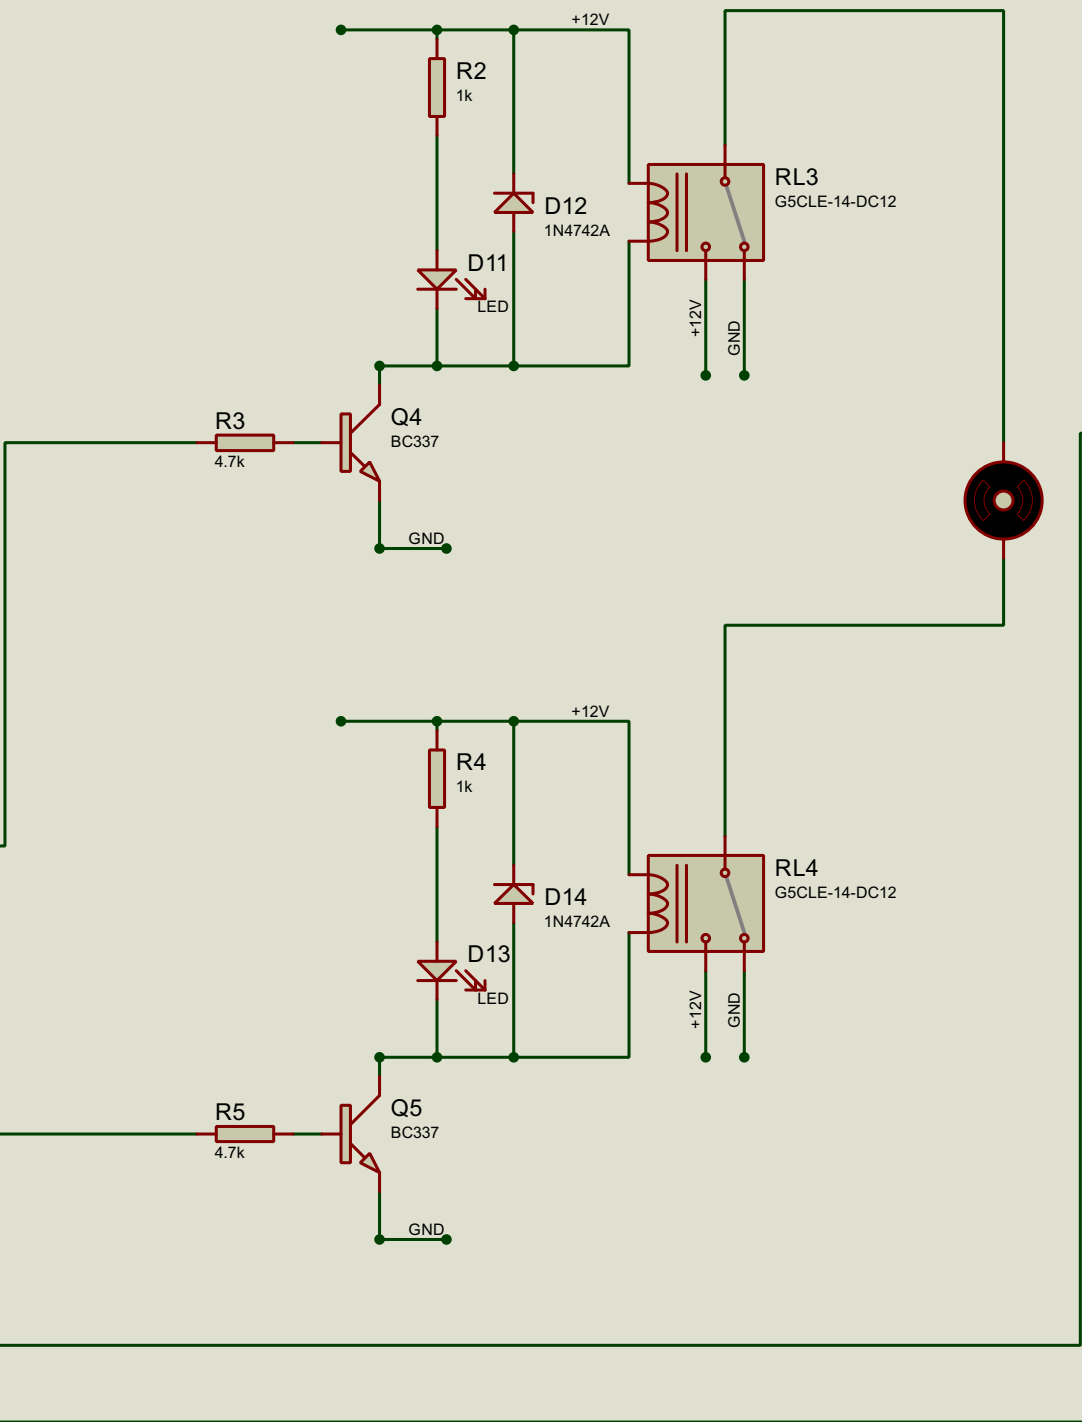 +12V
R2
1k
RL3
G5CLE-14-DC12
D12
1N4742A
D11
LED
+12V
GND
R3
4.7k
Q4
BC337
GND
+12V
R4
1k
RL4
G5CLE-14-DC12
D14
1N4742A
D13
LED
+12V
GND
R5
4.7k
Q5
BC337
GND